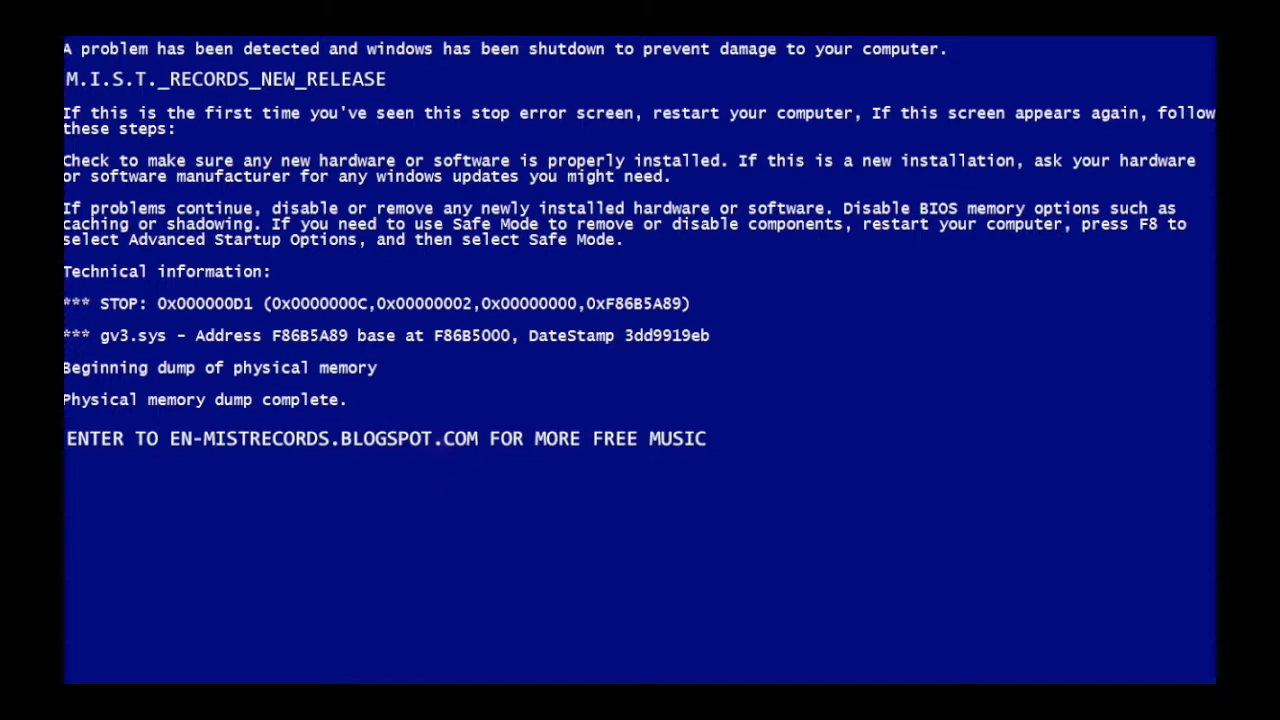 A problem has been detected and windows has been shutdown to prevent damage to your computer.
M.I.S.T._RECORDS_NEW_RELEASE
If this is the first time you've seen this stop error screen, restart your computer, If this screen appears again, follow
these steps:
Check to make sure any new hardware or software is properly installed. If this is a new installation, ask your hardware
or software manufacturer for any windows updates you might need.
If problems continue, disable or remove any newly installed hardware or software. Disable BIOS memory options such as
caching or shadowing. If you need to use Safe Mode to remove or disable components, restart your computer, press F8 to
select Advanced Startup Options, and then select Safe Mode.
Technical information:
*** STOP: 0x000000D1 (0x0000000C,0x00000002,0x00000000,0xF86B5A89)
*** gv3.sys - Address F86B5A89 base at F86B5000, DateStamp 3dd9919eb
Beginning dump of physical memory
Physical memory dump complete.
ENTER TO EN-MISTRECORDS.BLOGSPOT.COM FOR MORE FREE MUSIC